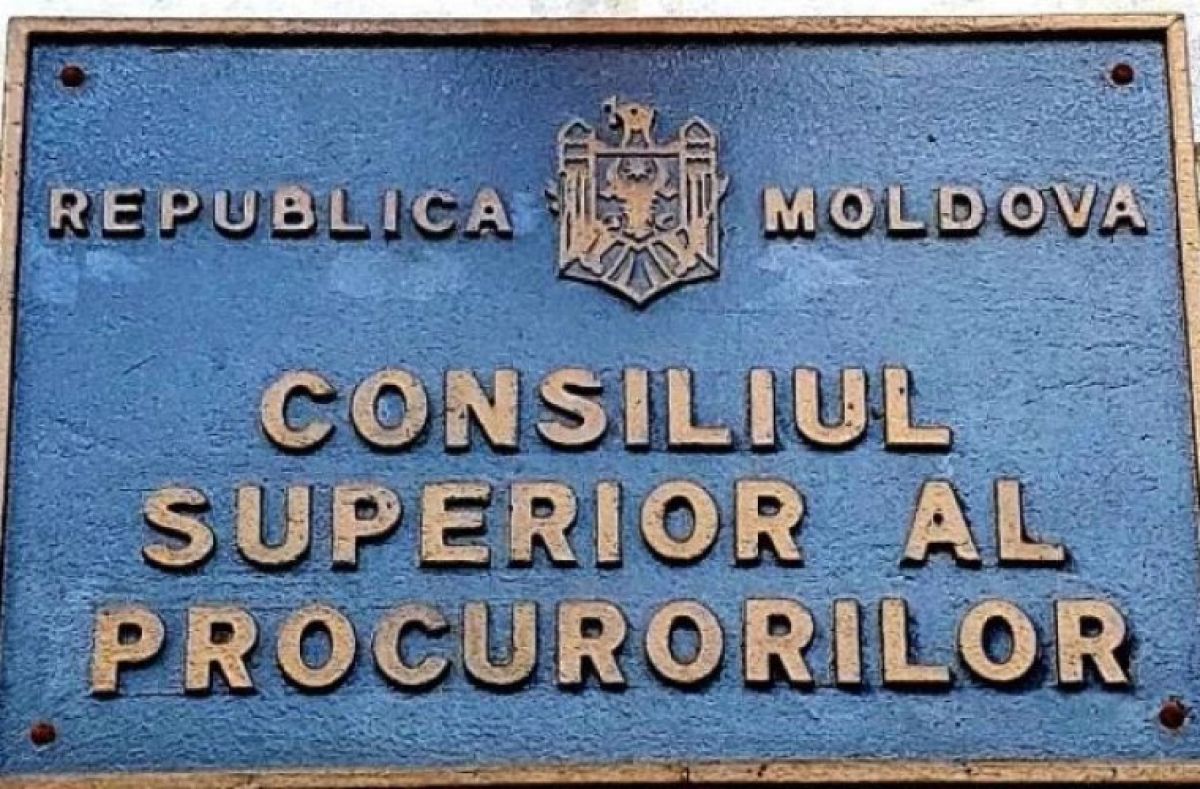 REPUBLICA MOLDOVA
CONSILIUL
SUPERIOR AL
PROCURORILOR